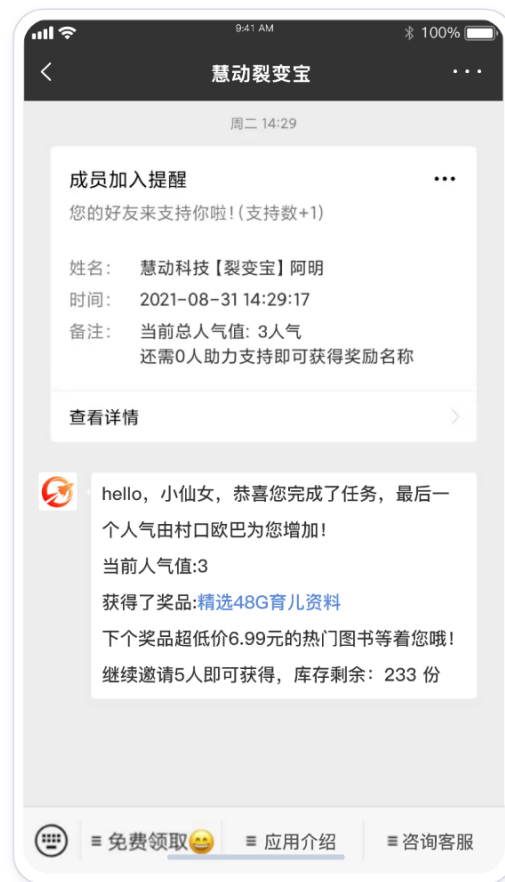 9:41 AM
100%
慧动裂变宝
周二 14:29
成员加入提醒
您的好友来支持你啦!(支持数+1)
姓名: 慧动科技【裂变宝】阿明
时间: 2021-08-31 14:29:17
备注: 当前总人气值: 3人气
还需0人助力支持即可获得奖励名称
查看详情
hello，小仙女，恭喜您完成了任务，最后一
个人气由村口欧巴为您增加!
当前人气值:3
获得了奖品:精选48G育儿资料
下个奖品超低价6.99元的热门图书等着您哦!
继续邀请5人即可获得，库存剩余：233 份
免费领取😄
应用介绍
咨询客服